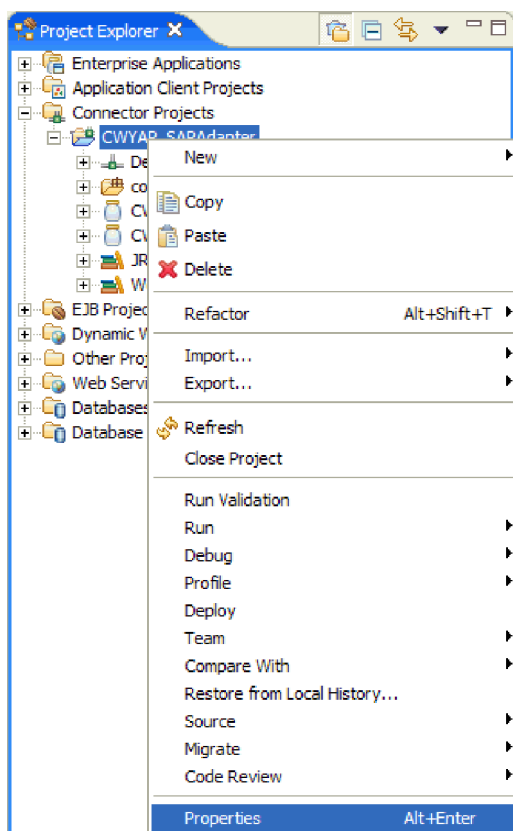 Project Explorer
Enterprise Applications
Application Client Projects
Connector Projects
CWYAP_SAPAdapter
New
Copy
Paste
Delete
JR
EJB Projec
Refactor Alt+Shift+T
Dynamic W
Other Proj
Import...
Web Servi
Export...
Databases
Database
Refresh
Close Project
Run Validation
Run
Debug
Profile
Deploy
Team
Compare With
Restore from Local History...
Source
Migrate
Code Review
Properties Alt+Enter